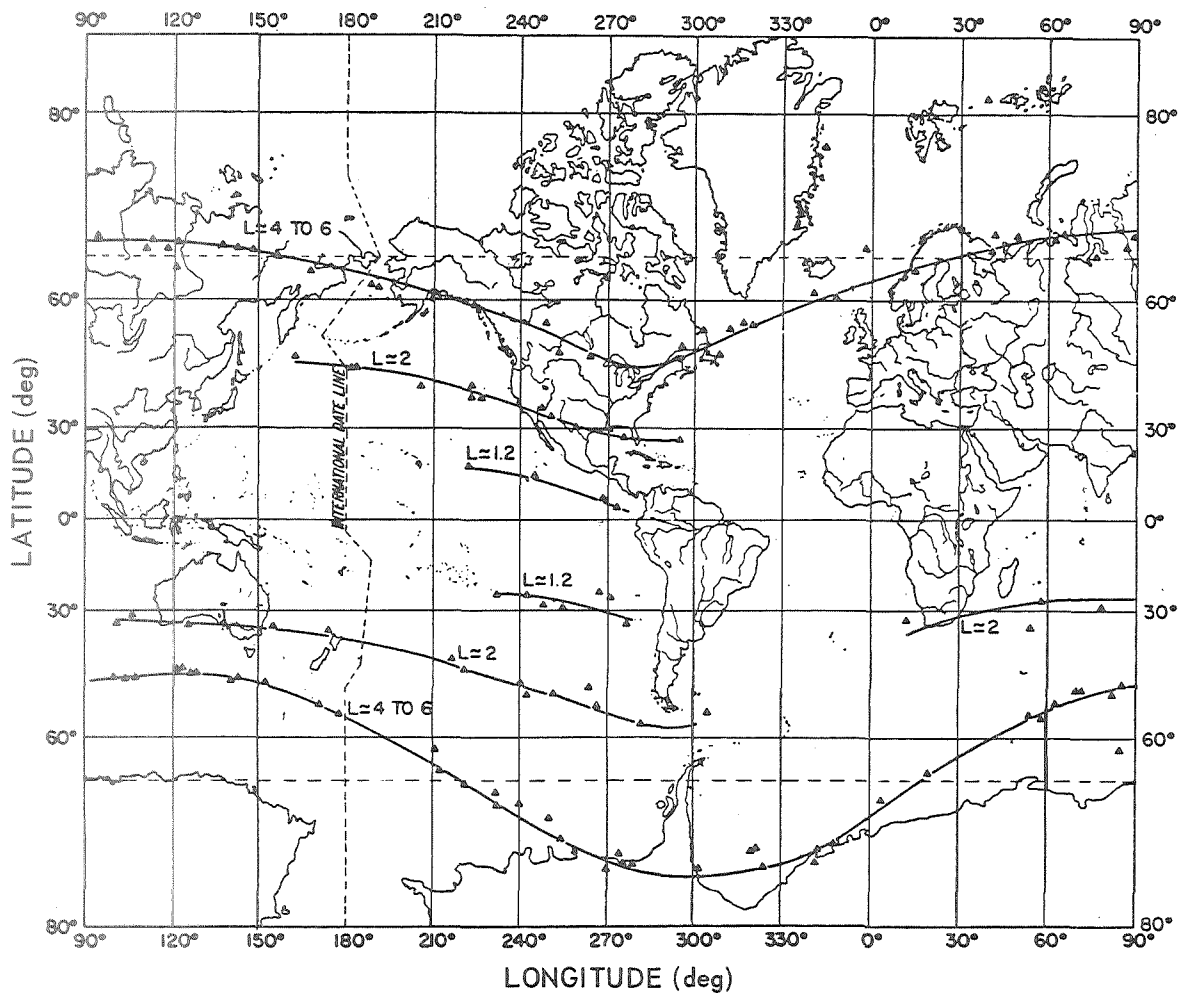 90° 120° 150° 180° 210° 240° 270° 300° 330° 0° 30° 60° 90°
80° 80°
L≃4 TO 6
60° 60°
L≃2
INTERNATIONAL DATE LINE
30° 30°
L≃1.2
0° 0°
L≃1.2
30° 30°
L≃2
L≃2
L≃4 TO 6
60° 60°
80° 80°
90° 120° 150° 180° 210° 240° 270° 300° 330° 0° 30° 60° 90°
LATITUDE (deg)
LONGITUDE (deg)